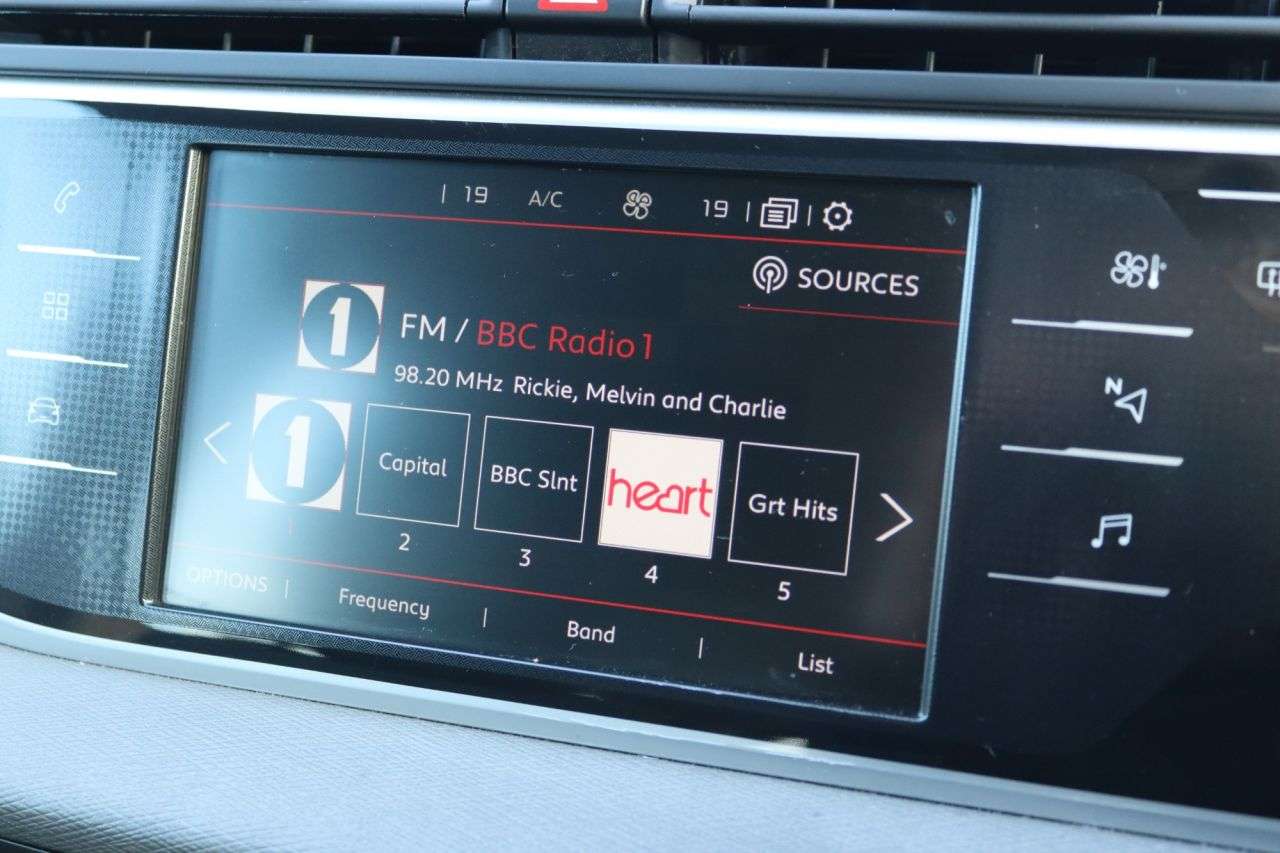 19 A/C 19
SOURCES
1
FM / BBC Radio 1
98.20 MHz Rickie, Melvin and Charlie
N
1 Capital BBC Slnt heart Grt Hits
1 2 3 4 5
OPTIONS Frequency Band List